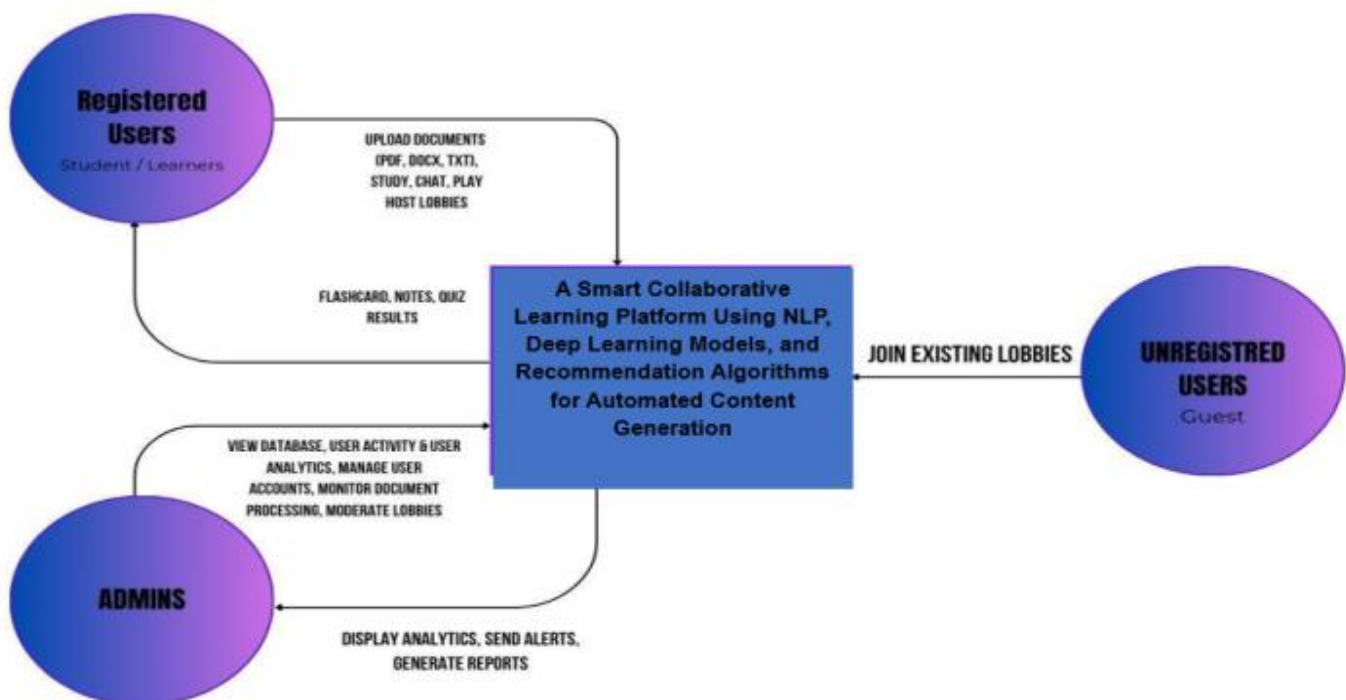 Registered
Users
Student / Learners
UPLOAD DOCUMENTS
(PDF, DOCX, TXT),
STUDY, CHAT, PLAY
HOST LOBBIES
FLASHCARD, NOTES, QUIZ
RESULTS
A Smart Collaborative
Learning Platform Using NLP,
Deep Learning Models, and
Recommendation Algorithms
for Automated Content
Generation
JOIN EXISTING LOBBIES
UNREGISTRED
USERS
Guest
VIEW DATABASE, USER ACTIVITY & USER
ANALYTICS, MANAGE USER
ACCOUNTS, MONITOR DOCUMENT
PROCESSING, MODERATE LOBBIES
ADMINS
DISPLAY ANALYTICS, SEND ALERTS,
GENERATE REPORTS